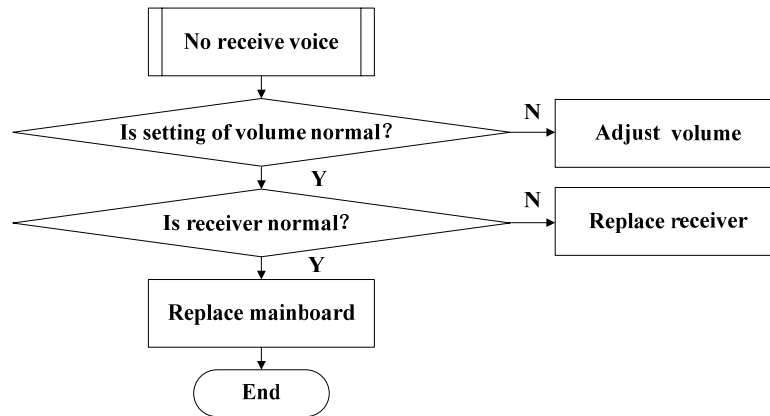 No receive voice
Is setting of volume normal?
N
Adjust volume
Y
Is receiver normal?
N
Replace receiver
Y
Replace mainboard
End